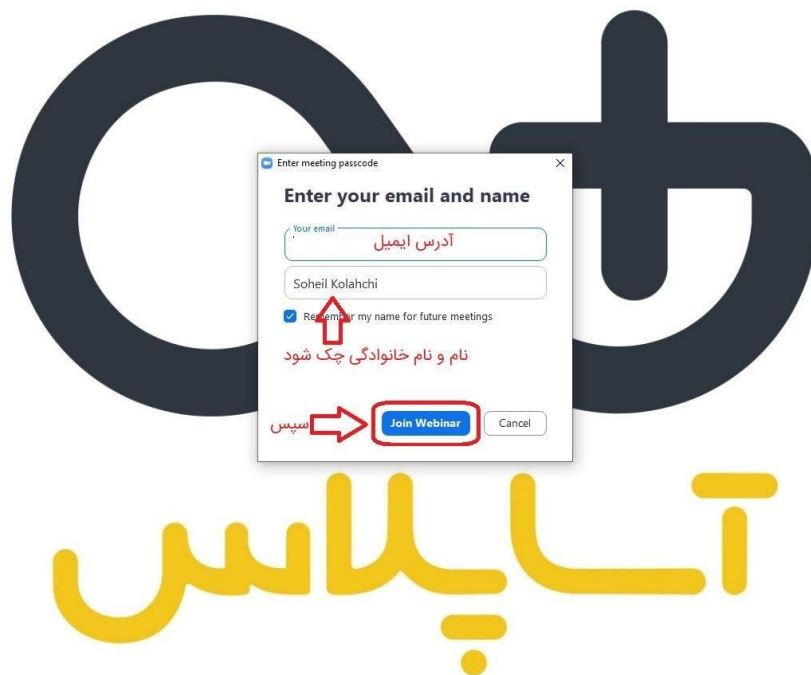 Enter meeting passcode
Enter your email and name
Your email
آدرس ایمیل
Soheil Kolahchi
Remember my name for future meetings
نام و نام خانوادگی چک شود
سپس
Join Webinar
Cancel
آساپلاس